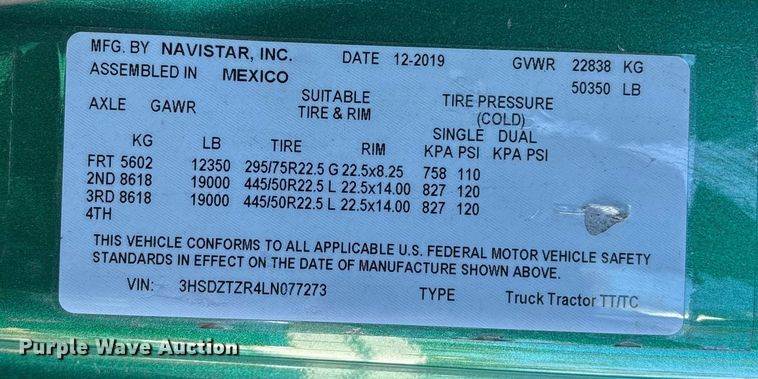 MFG. BY NAVISTAR, INC. DATE 12-2019 GVWR 22838 KG
ASSEMBLED IN MEXICO 50350 LB
AXLE GAWR SUITABLE TIRE PRESSURE
TIRE & RIM (COLD)
SINGLE DUAL
KG LB TIRE RIM KPA PSI KPA PSI
FRT 5602 12350 295/75R22.5 G 22.5x8.25 758 110
2ND 8618 19000 445/50R22.5 L 22.5x14.00 827 120
3RD 8618 19000 445/50R22.5 L 22.5x14.00 827 120
4TH
THIS VEHICLE CONFORMS TO ALL APPLICABLE U.S. FEDERAL MOTOR VEHICLE SAFETY
STANDARDS IN EFFECT ON THE DATE OF MANUFACTURE SHOWN ABOVE.
VIN: 3HSDZTZR4LN077273 TYPE Truck Tractor TT/TC
Purple Wave Auction